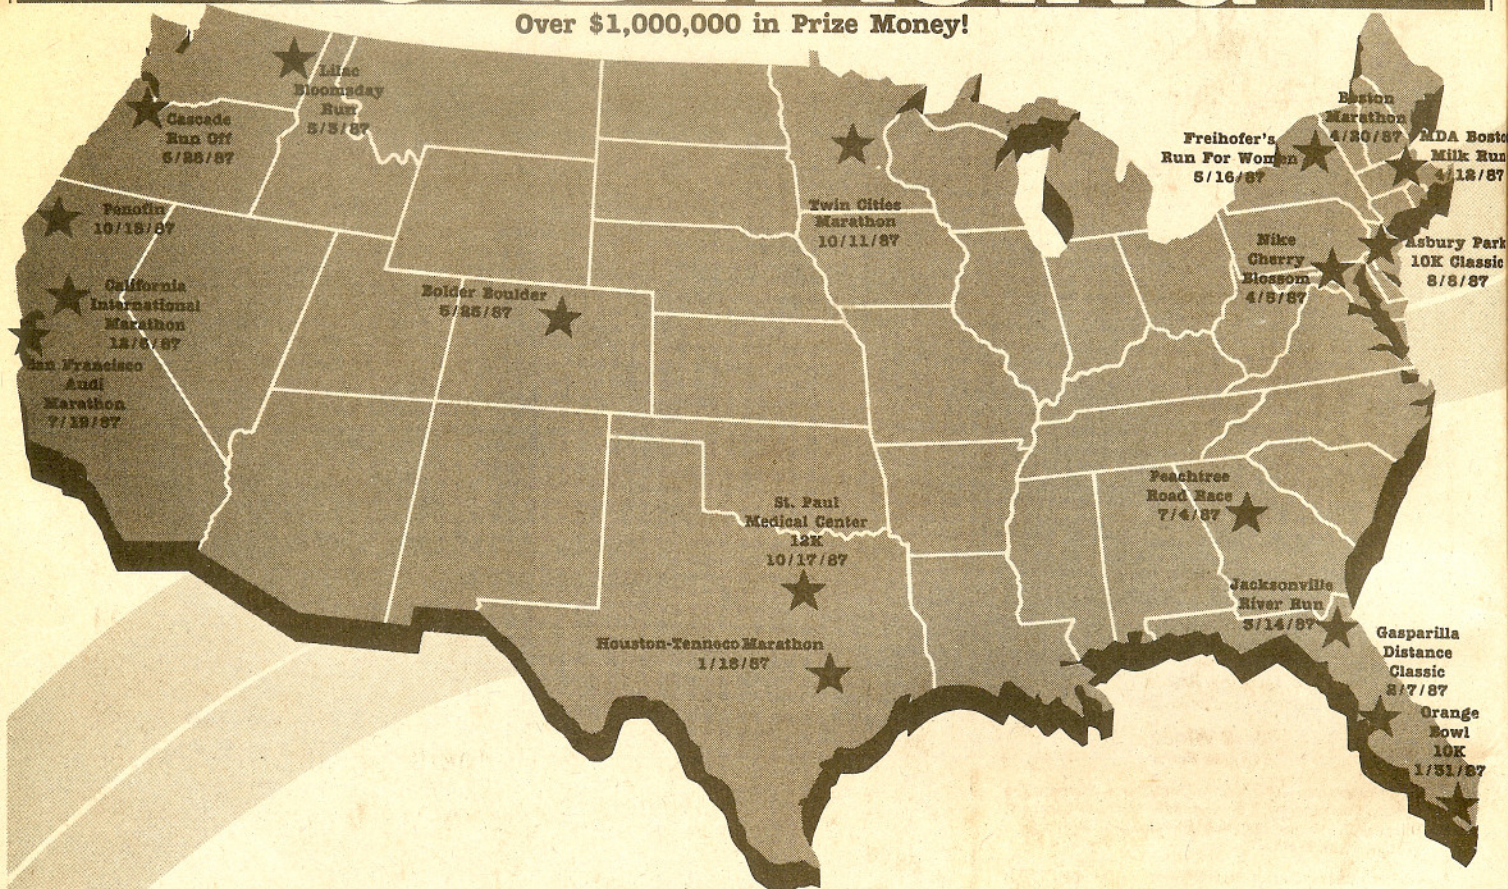 Over $1,000,000 in Prize Money!
Lilac
Bloomsday
Run
5/3/87
Cascade
Run Off
6/28/87
Penofin
10/18/87
California
International
Marathon
12/6/87
San Francisco
Audi
Marathon
7/19/87
Bolder Boulder
5/25/87
Twin Cities
Marathon
10/11/87
St. Paul
Medical Center
12K
10/17/87
Houston-Tenneco Marathon
1/18/87
Freihofer's
Run For Women
5/16/87
Boston
Marathon
4/20/87
MDA Bosto
Milk Run
4/12/87
Nike
Cherry
Blossom
4/5/87
Asbury Park
10K Classic
8/8/87
Peachtree
Road Race
7/4/87
Jacksonville
River Run
3/14/87
Gasparilla
Distance
Classic
2/7/87
Orange
Bowl
10K
1/31/87